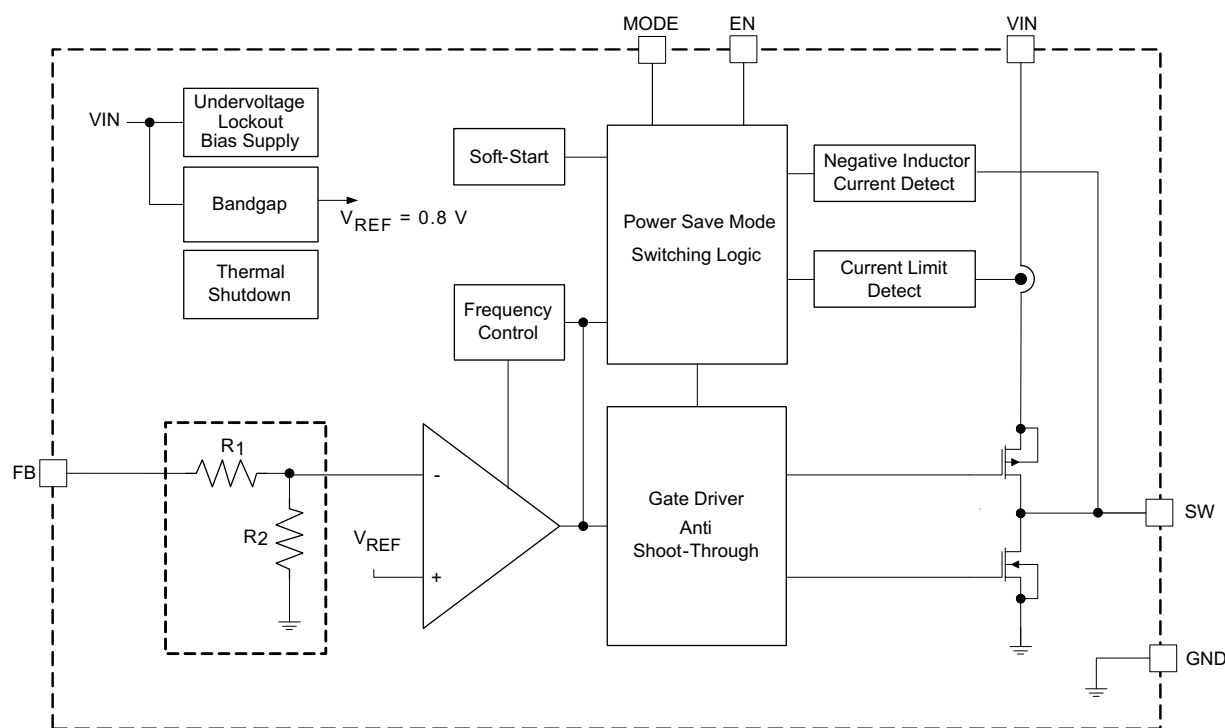 MODE EN VIN
VIN
Undervoltage
Lockout
Bias Supply
Bandgap
VREF = 0.8 V
Thermal
Shutdown
Soft-Start
Power Save Mode
Switching Logic
Negative Inductor
Current Detect
Current Limit
Detect
Frequency
Control
FB
R1
R2
VREF
-
+
Gate Driver
Anti
Shoot-Through
SW
GND